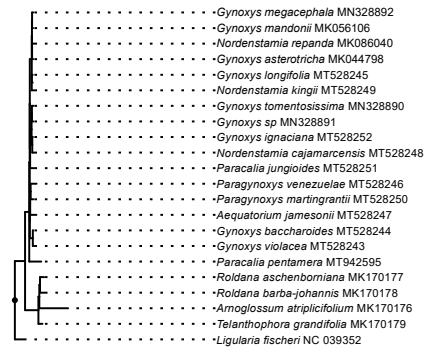 Gynoxys megacephala MN328892
Gynoxys mandonii MK056106
Nordenstamia repanda MK086040
Gynoxys asterotricha MK044798
Gynoxys longifolia MT528245
Nordenstamia kingii MT528249
Gynoxys tomentosissima MN328890
Gynoxys sp MN328891
Gynoxys ignaciana MT528252
Nordenstamia cajamarcensis MT528248
Paracalia jungioides MT528251
Paragynoxys venezuelae MT528246
Paragynoxys martingrantii MT528250
Aequatorium jamesonii MT528247
Gynoxys baccharoides MT528244
Gynoxys violacea MT528243
Paracalia pentamera MT942595
Roldana aschenborniana MK170177
Roldana barba-johannis MK170178
Arnoglossum atriplicifolium MK170176
Telanthophora grandifolia MK170179
Ligularia fischeri NC 039352